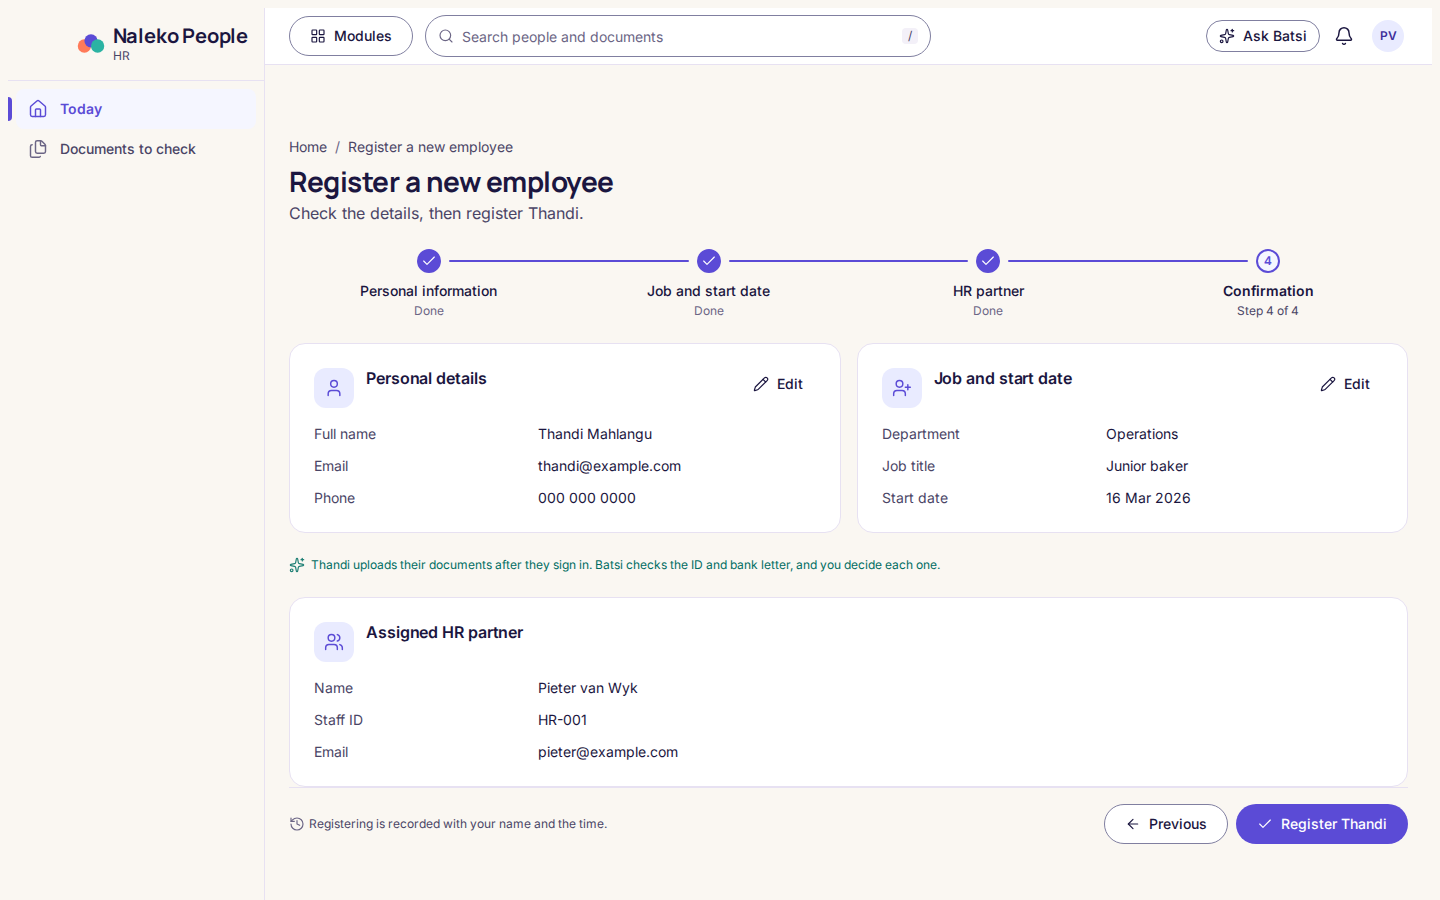 Naleko People
HR
Modules
Search people and documents
/
Ask Batsi
PV
Today
Documents to check
Home / Register a new employee
Register a new employee
Check the details, then register Thandi.
4
Personal information
Job and start date
HR partner
Confirmation
Done
Done
Done
Step 4 of 4
Personal details
Edit
Full name Thandi Mahlangu
Email thandi@example.com
Phone 000 000 0000
Job and start date
Edit
Department Operations
Job title Junior baker
Start date 16 Mar 2026
Thandi uploads their documents after they sign in. Batsi checks the ID and bank letter, and you decide each one.
Assigned HR partner
Name Pieter van Wyk
Staff ID HR-001
Email pieter@example.com
Registering is recorded with your name and the time.
Previous
Register Thandi